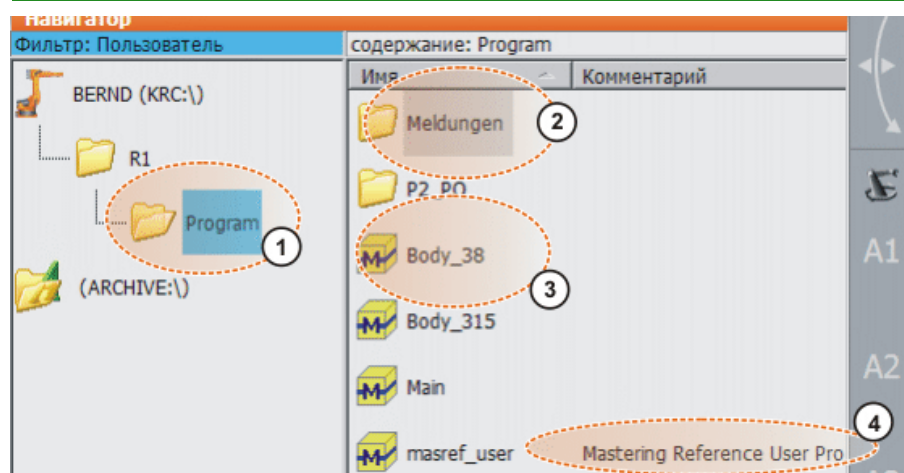 Навигатор
Фильтр: Пользователь
содержание: Program
Имя
Комментарий
BERND (KRC:\)
R1
Program
1
(ARCHIVE:\)
Meldungen
2
P2_PO
Body_38
3
Body_315
Main
masref_user
Mastering Reference User Pro
4
A1
A2